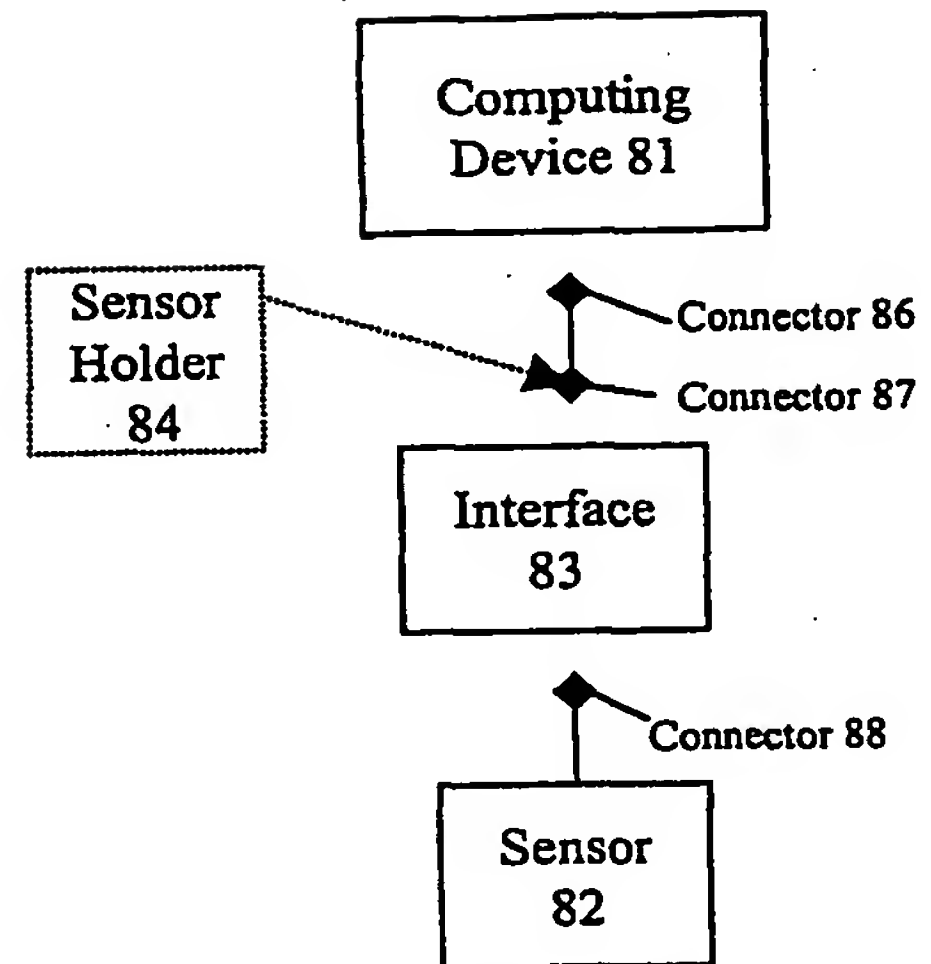 Computing
Device 81
Sensor
Holder
84
Connector 86
Connector 87
Interface
83
Connector 88
Sensor
82